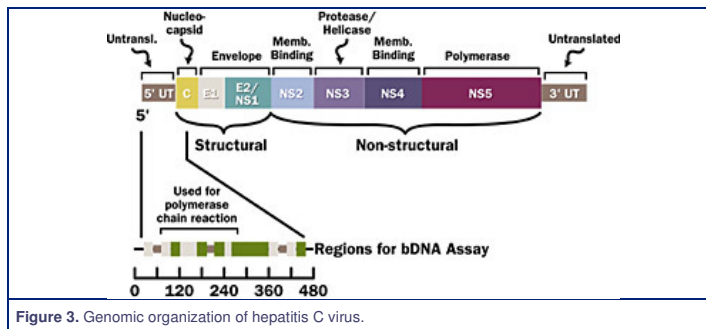 Nucleo-
capsid
Protease/
Helicase
Untransl.
Envelope
Memb.
Binding
Memb.
Binding
Polymerase
Untranslated
5' UT C E1 E2/ NS1 NS2 NS3 NS4 NS5 3' UT
5'
Structural
Non-structural
Used for
polymerase
chain reaction
Regions for bDNA Assay
0 120 240 360 480
Figure 3. Genomic organization of hepatitis C virus.